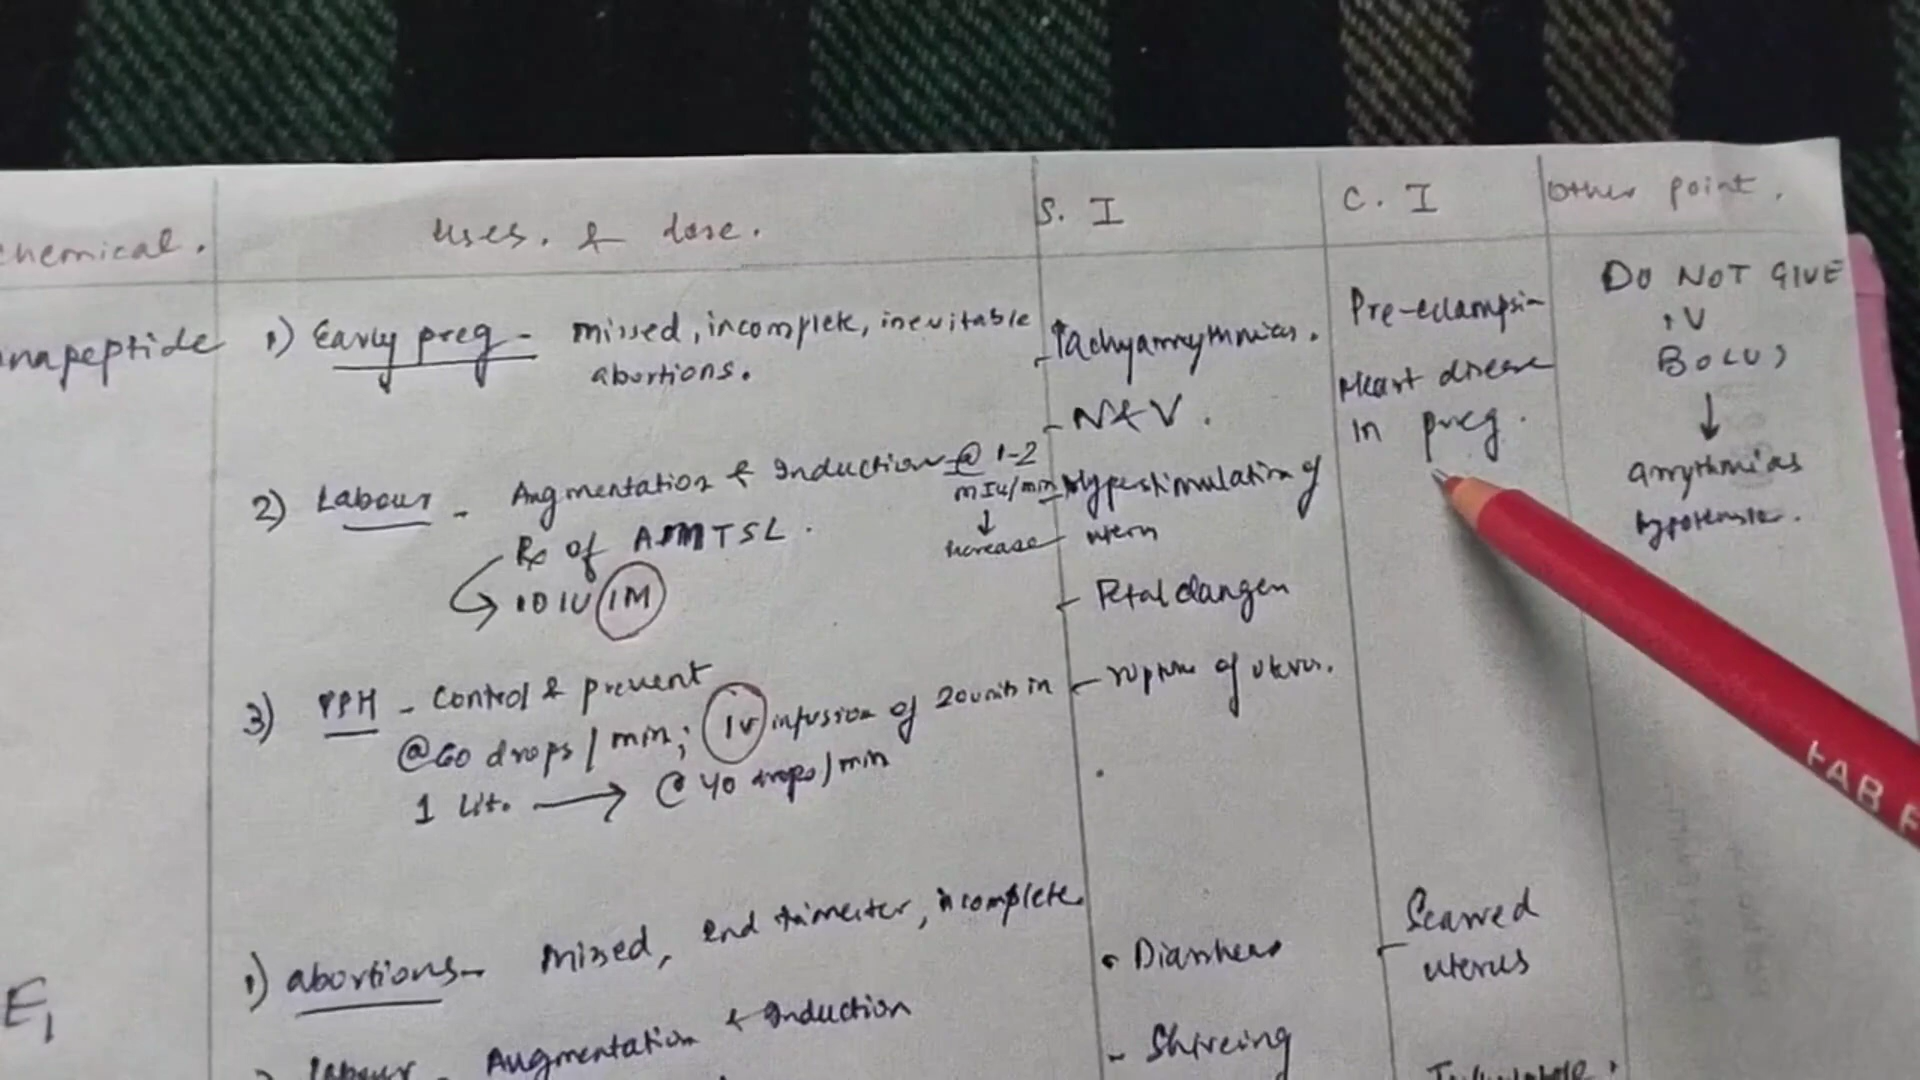 chemical.
uses. & dose.
S. I
C. I
Other point.
napeptide
1) Early preg - missed, incomplete, inevitable
abortions.
2) Labour - Augmentation & Induction @ 1-2
mIu/min
↓
increase
Rx of AMTSL.
10 IU IM
3) PPH - Control & prevent
@60 drops/min; IV infusion of 20 units in
1 Lit. → @ 40 drops/min
Tachyarrythmias.
- N & V.
- Hyperstimulation of
uterus
- Fetal danger
- rupture of uterus.
Pre-eclampsi-
Heart disease
in preg.
DO NOT GIVE
IV
BOLUS
↓
arrythmias
hypotension.
E1
1) abortions - missed, 2nd trimester, incomplete.
Labour - Augmentation & Induction
• Diarrhea
- Shivering
- Scarred
uterus
FABER